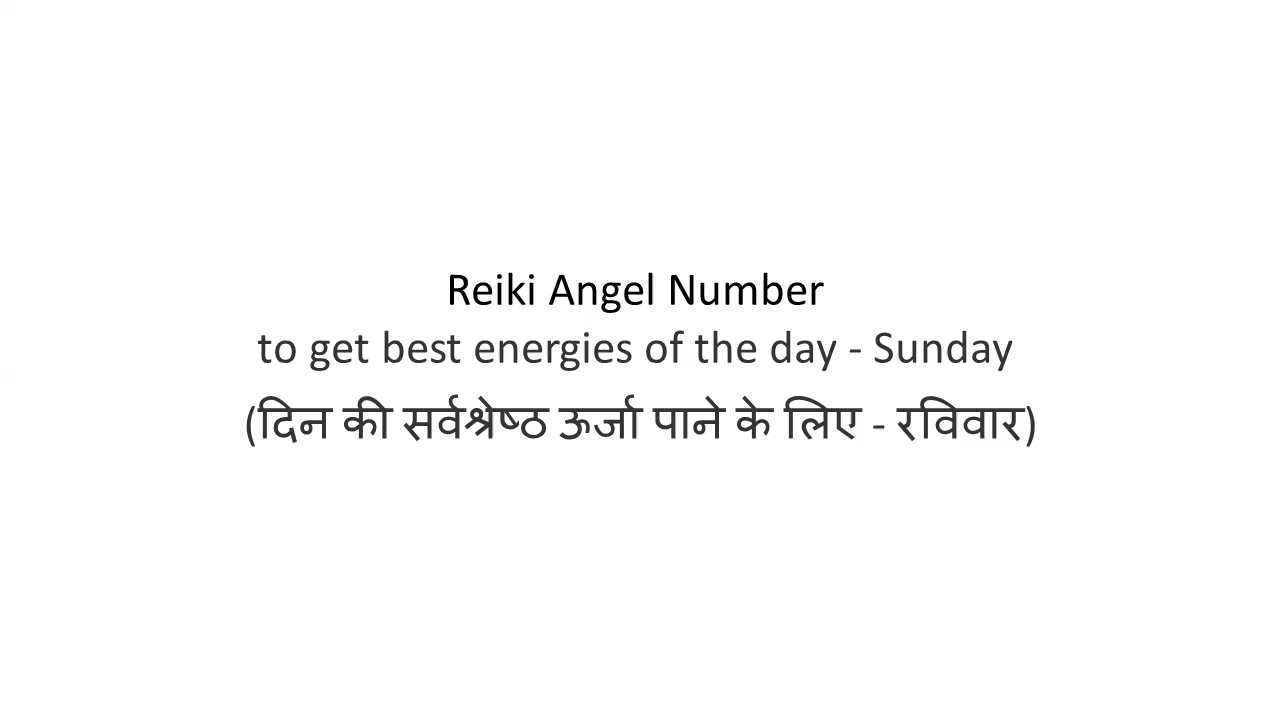 Reiki Angel Number
to get best energies of the day - Sunday
(दिन की सर्वश्रेष्ठ ऊर्जा पाने के लिए - रविवार)